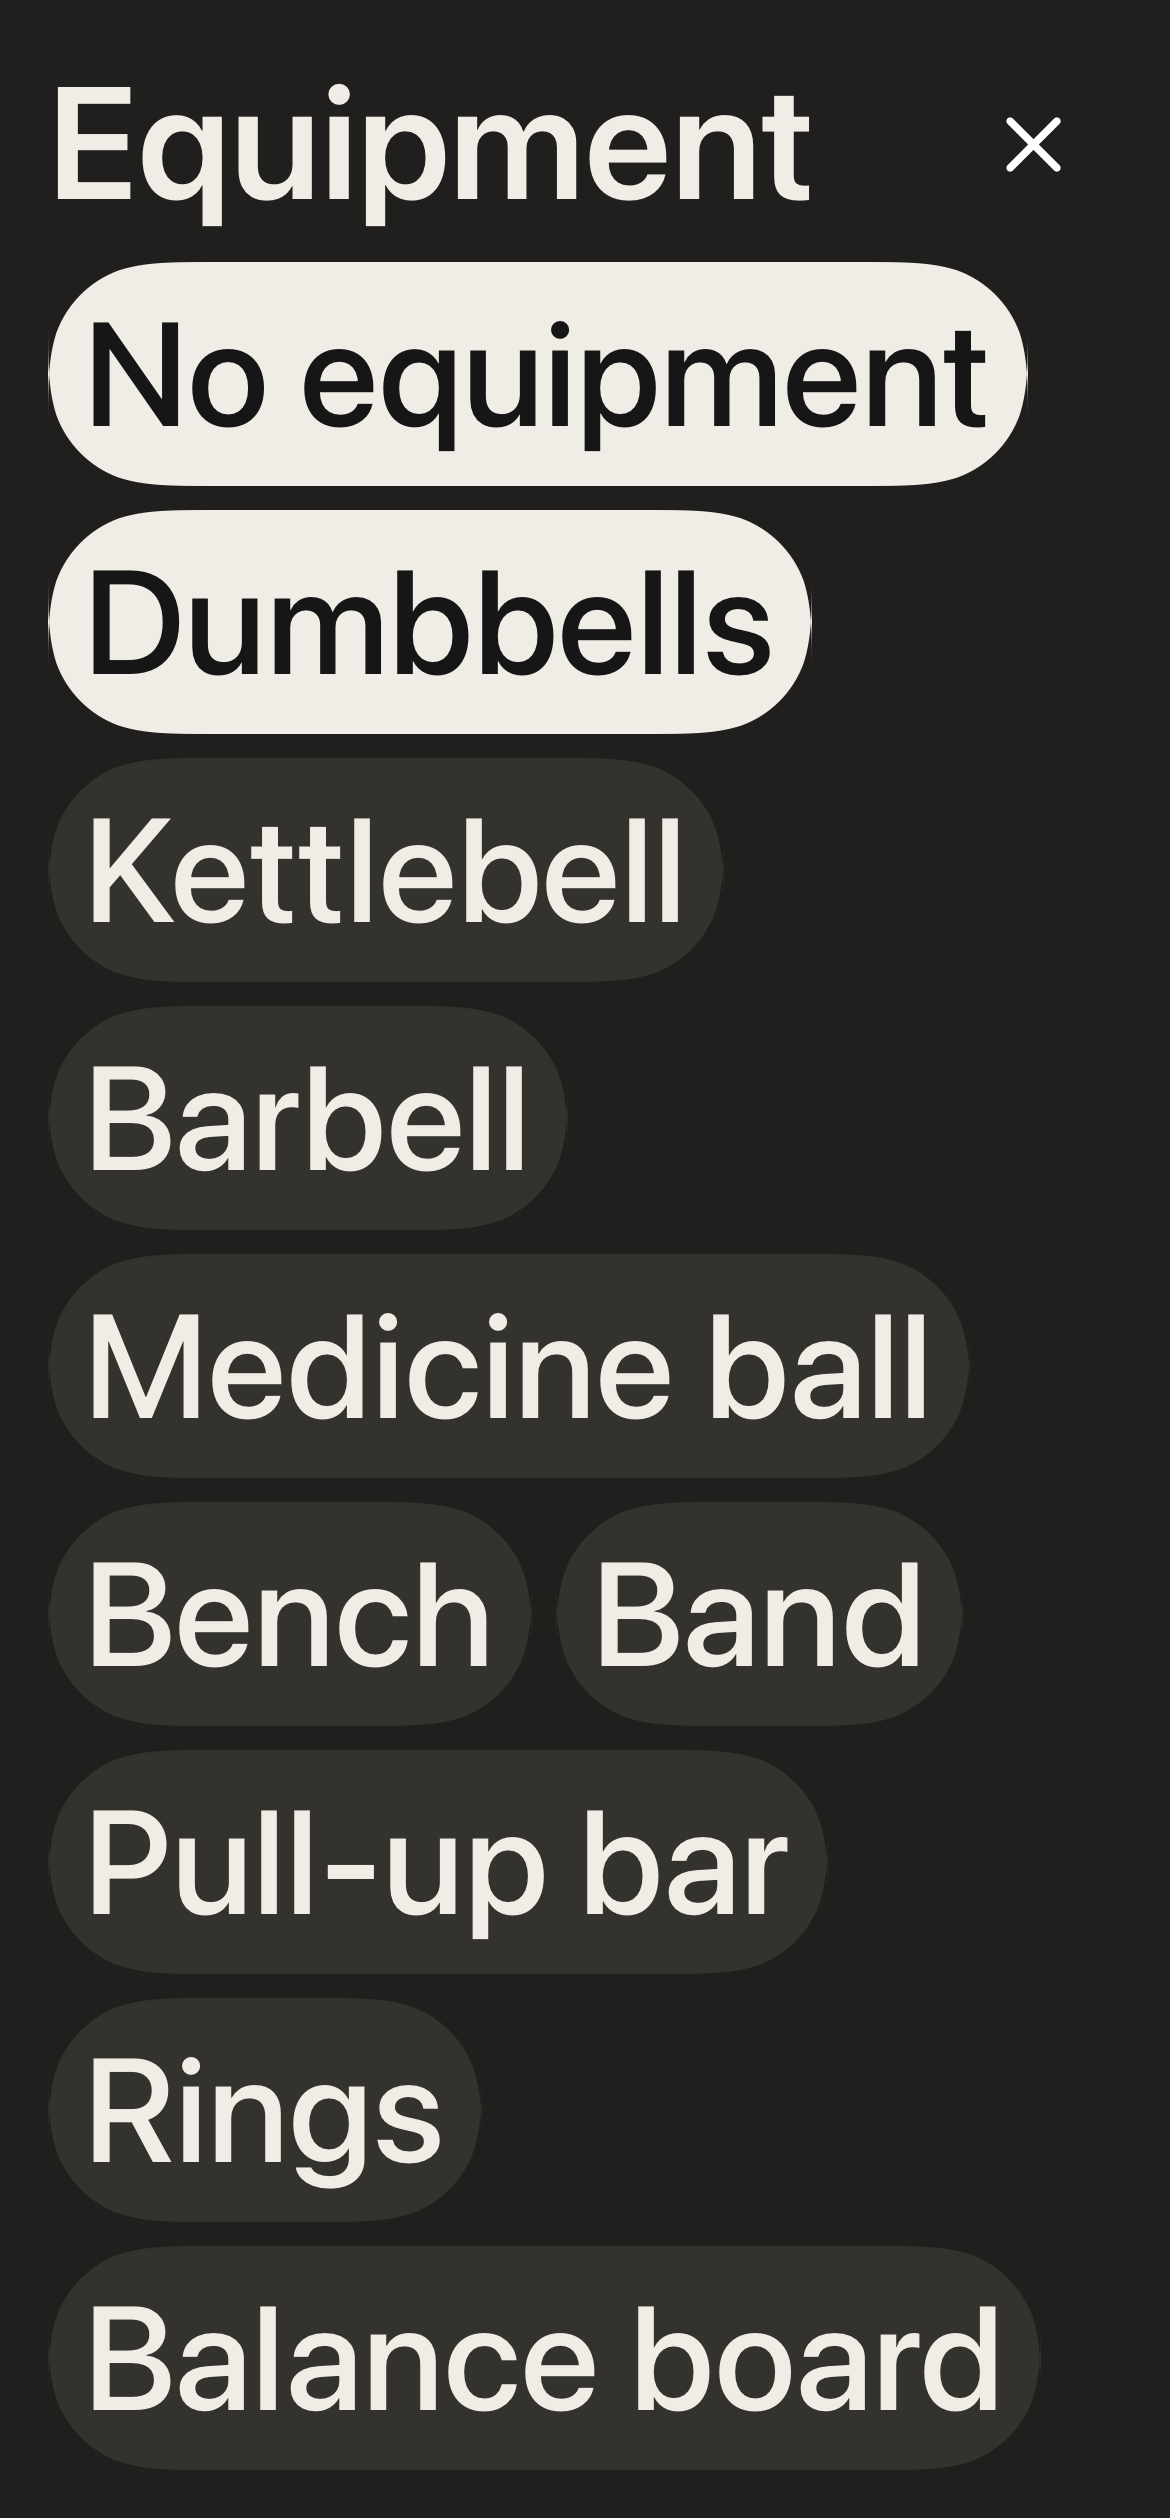 Equipment
No equipment
Dumbbells
Kettlebell
Barbell
Medicine ball
Bench Band
Pull-up bar
Rings
Balance board